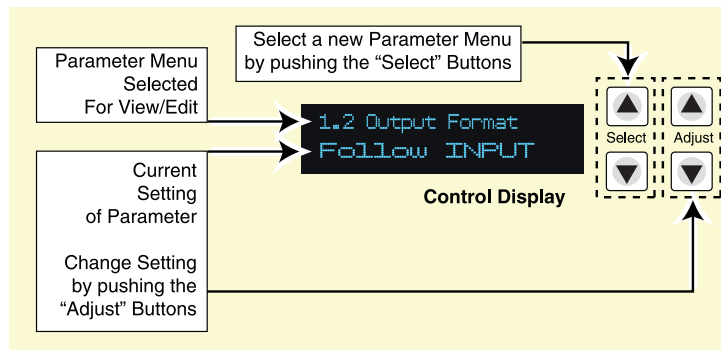 Select a new Parameter Menu
by pushing the “Select” Buttons
Parameter Menu
Selected
For View/Edit
1.2 Output Format
Follow INPUT
Select
Adjust
Control Display
Current
Setting
of Parameter
Change Setting
by pushing the
“Adjust” Buttons